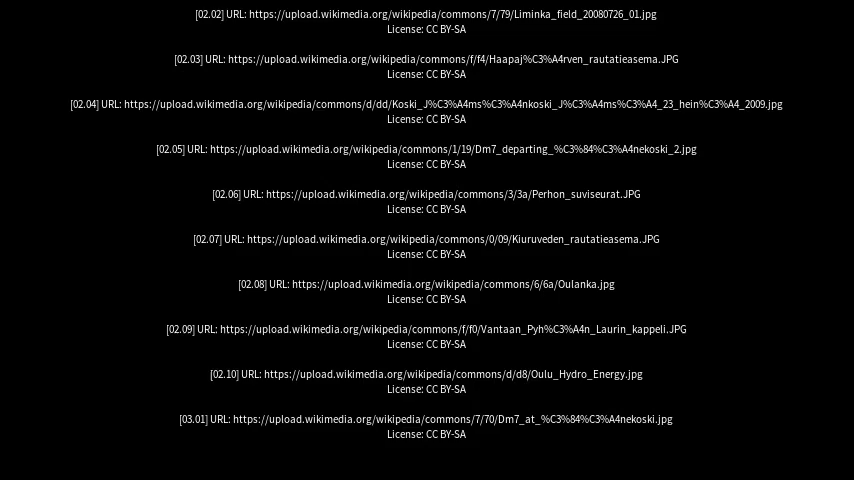 [02.02] URL: https://upload.wikimedia.org/wikipedia/commons/7/79/Liminka_field_20080726_01.jpg
License: CC BY-SA
[02.03] URL: https://upload.wikimedia.org/wikipedia/commons/f/f4/Haapaj%C3%A4rven_rautatieasema.JPG
License: CC BY-SA
[02.04] URL: https://upload.wikimedia.org/wikipedia/commons/d/dd/Koski_J%C3%A4ms%C3%A4nkoski_J%C3%A4ms%C3%A4_23_hein%C3%A4_2009.jpg
License: CC BY-SA
[02.05] URL: https://upload.wikimedia.org/wikipedia/commons/1/19/Dm7_departing_%C3%84%C3%A4nekoski_2.jpg
License: CC BY-SA
[02.06] URL: https://upload.wikimedia.org/wikipedia/commons/3/3a/Perhon_suviseurat.JPG
License: CC BY-SA
[02.07] URL: https://upload.wikimedia.org/wikipedia/commons/0/09/Kiuruveden_rautatieasema.JPG
License: CC BY-SA
[02.08] URL: https://upload.wikimedia.org/wikipedia/commons/6/6a/Oulanka.jpg
License: CC BY-SA
[02.09] URL: https://upload.wikimedia.org/wikipedia/commons/f/f0/Vantaan_Pyh%C3%A4n_Laurin_kappeli.JPG
License: CC BY-SA
[02.10] URL: https://upload.wikimedia.org/wikipedia/commons/d/d8/Oulu_Hydro_Energy.jpg
License: CC BY-SA
[03.01] URL: https://upload.wikimedia.org/wikipedia/commons/7/70/Dm7_at_%C3%84%C3%A4nekoski.jpg
License: CC BY-SA